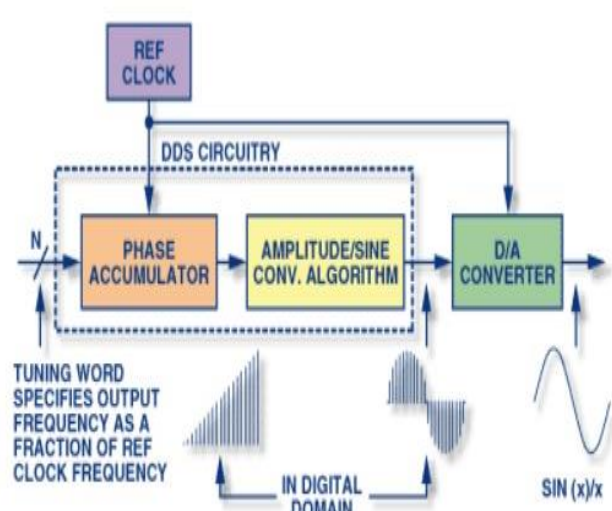 REF
CLOCK
DDS CIRCUITRY
N
PHASE
ACCUMULATOR
AMPLITUDE/SINE
CONV. ALGORITHM
D/A
CONVERTER
TUNING WORD
SPECIFIES OUTPUT
FREQUENCY AS A
FRACTION OF REF
CLOCK FREQUENCY
IN DIGITAL
DOMAIN
SIN (x)/x